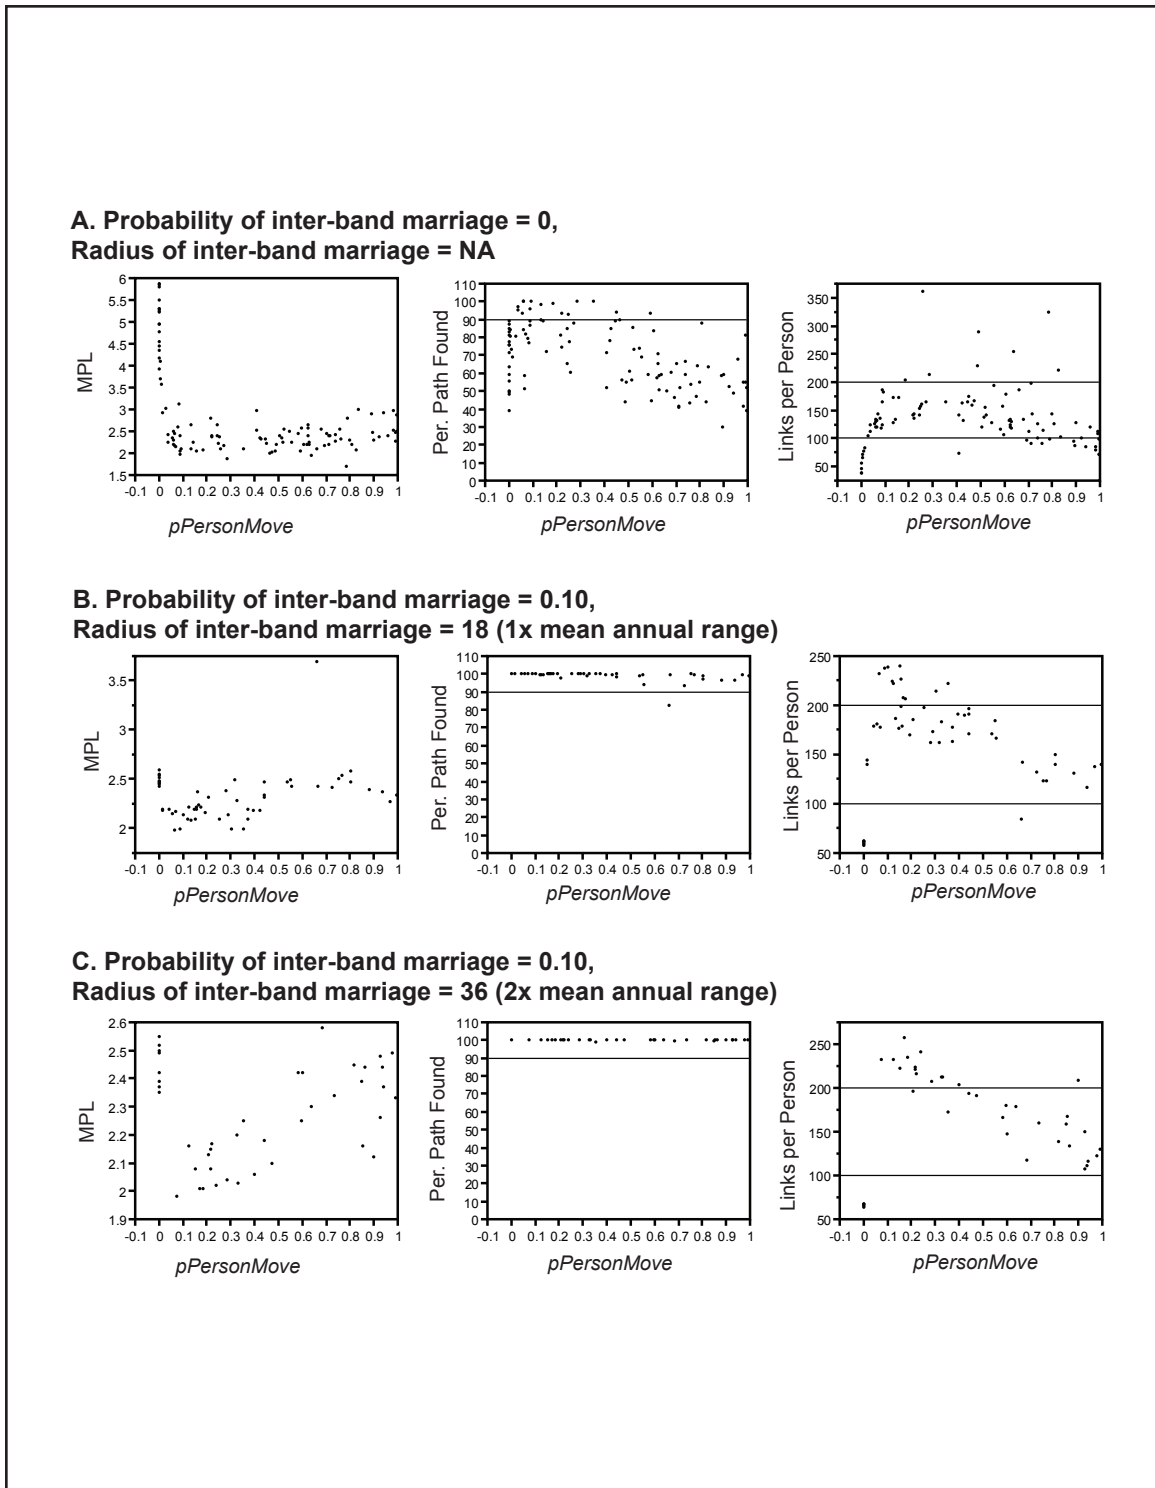 A. Probability of inter-band marriage = 0,
Radius of inter-band marriage = NA
MPL
6
5.5
5
4.5
4
3.5
3
2.5
2
1.5
-0.1 0 0.1 0.2 0.3 0.4 0.5 0.6 0.7 0.8 0.9 1
pPersonMove
Per. Path Found
110
100
90
80
70
60
50
40
30
20
10
0
-0.1 0 0.1 0.2 0.3 0.4 0.5 0.6 0.7 0.8 0.9 1
pPersonMove
Links per Person
350
300
250
200
150
100
50
-0.1 0 0.1 0.2 0.3 0.4 0.5 0.6 0.7 0.8 0.9 1
pPersonMove
B. Probability of inter-band marriage = 0.10,
Radius of inter-band marriage = 18 (1x mean annual range)
MPL
3.5
3
2.5
2
-0.1 0 0.1 0.2 0.3 0.4 0.5 0.6 0.7 0.8 0.9 1
pPersonMove
Per. Path Found
110
100
90
80
70
60
50
40
30
20
10
0
-0.1 0 0.1 0.2 0.3 0.4 0.5 0.6 0.7 0.8 0.9 1
pPersonMove
Links per Person
250
200
150
100
50
-0.1 0 0.1 0.2 0.3 0.4 0.5 0.6 0.7 0.8 0.9 1
pPersonMove
C. Probability of inter-band marriage = 0.10,
Radius of inter-band marriage = 36 (2x mean annual range)
MPL
2.6
2.5
2.4
2.3
2.2
2.1
2
1.9
-0.1 0 0.1 0.2 0.3 0.4 0.5 0.6 0.7 0.8 0.9 1
pPersonMove
Per. Path Found
110
100
90
80
70
60
50
40
30
20
10
0
-0.1 0 0.1 0.2 0.3 0.4 0.5 0.6 0.7 0.8 0.9 1
pPersonMove
Links per Person
250
200
150
100
50
-0.1 0 0.1 0.2 0.3 0.4 0.5 0.6 0.7 0.8 0.9 1
pPersonMove